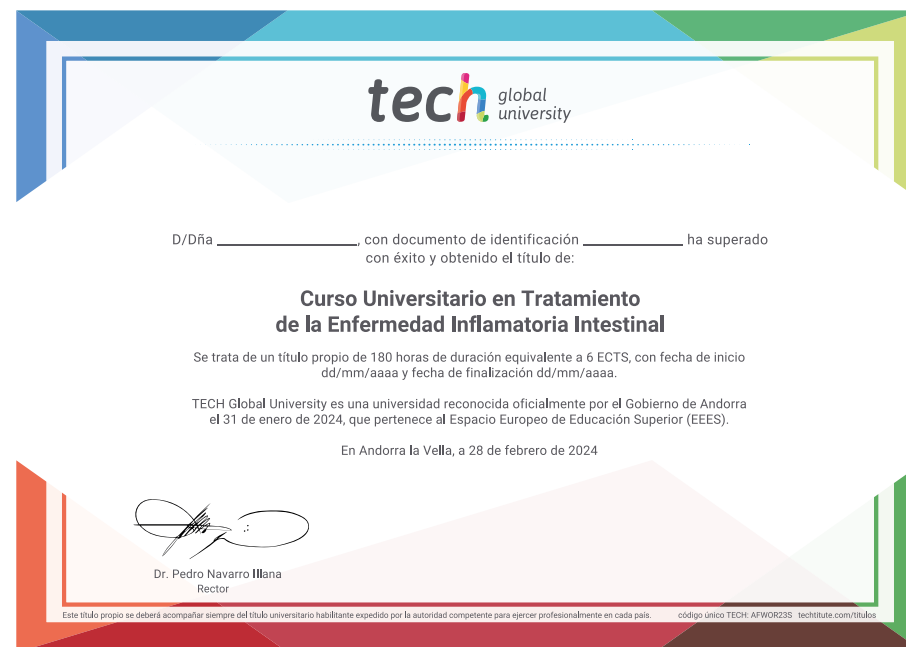 tech global university
D/Dña ______________, con documento de identificación __________ ha superado
con éxito y obtenido el título de:
Curso Universitario en Tratamiento
de la Enfermedad Inflamatoria Intestinal
Se trata de un título propio de 180 horas de duración equivalente a 6 ECTS, con fecha de inicio
dd/mm/aaaa y fecha de finalización dd/mm/aaaa.
TECH Global University es una universidad reconocida oficialmente por el Gobierno de Andorra
el 31 de enero de 2024, que pertenece al Espacio Europeo de Educación Superior (EEES).
En Andorra la Vella, a 28 de febrero de 2024
Dr. Pedro Navarro Illana
Rector
Este título propio se deberá acompañar siempre del título universitario habilitante expedido por la autoridad competente para ejercer profesionalmente en cada país. código único TECH: AFWOR23S techtitute.com/titulos